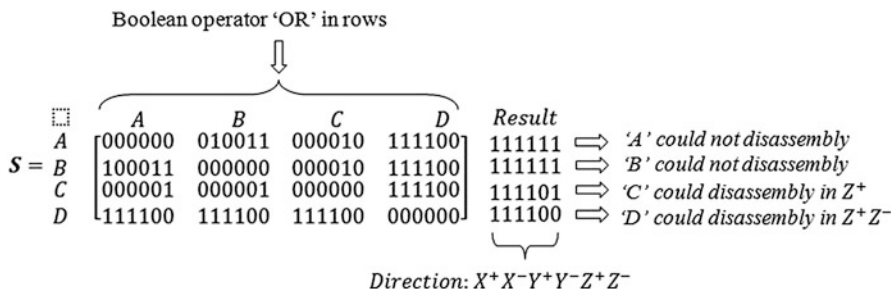 Boolean operator 'OR' in rows
A B C D Result
A 000000 010011 000010 111100 111111 'A' could not disassembly
S = B 100011 000000 000010 111100 111111 'B' could not disassembly
C 000001 000001 000000 111100 111101 'C' could disassembly in Z⁺
D 111100 111100 111100 000000 111100 'D' could disassembly in Z⁺Z⁻
Direction: X⁺X⁻Y⁺Y⁻Z⁺Z⁻